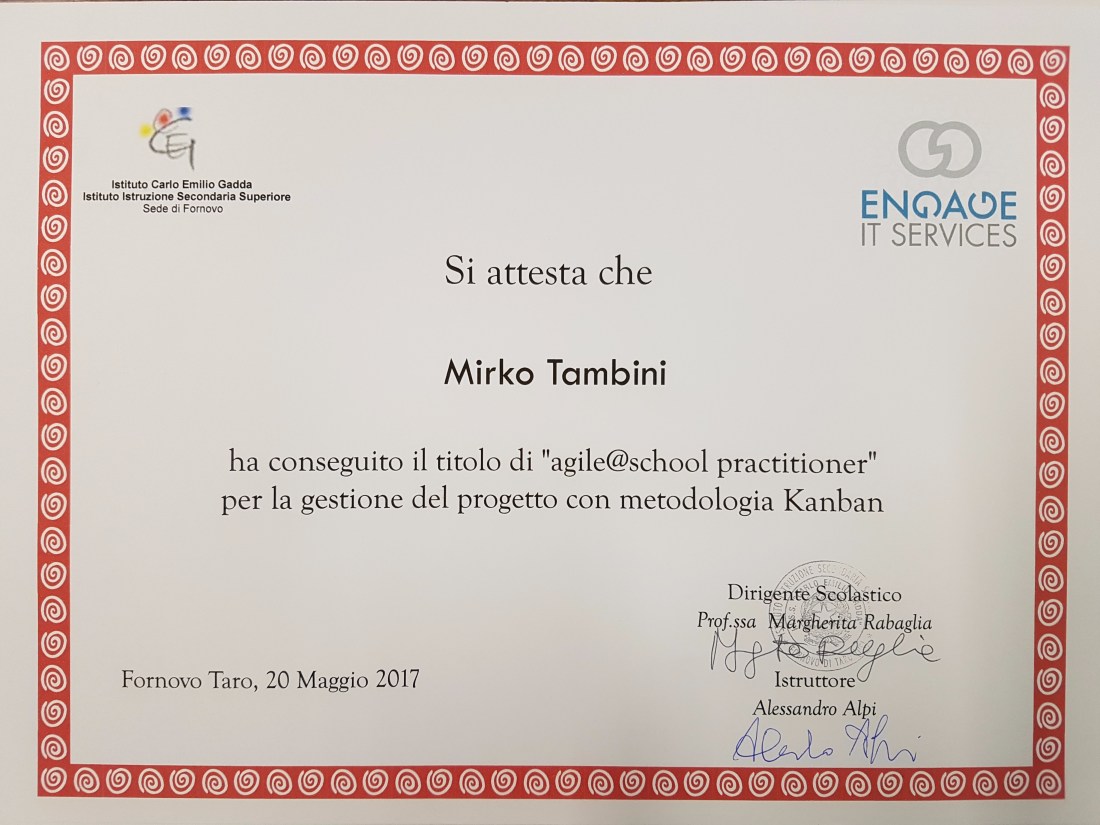 Istituto Carlo Emilio Gadda
Istituto Istruzione Secondaria Superiore
Sede di Fornovo
ENGAGE
IT SERVICES
Si attesta che
Mirko Tambini
ha conseguito il titolo di "agile@school practitioner"
per la gestione del progetto con metodologia Kanban
Dirigente Scolastico
Prof.ssa Margherita Rabaglia
Fornovo Taro, 20 Maggio 2017
Istruttore
Alessandro Alpi